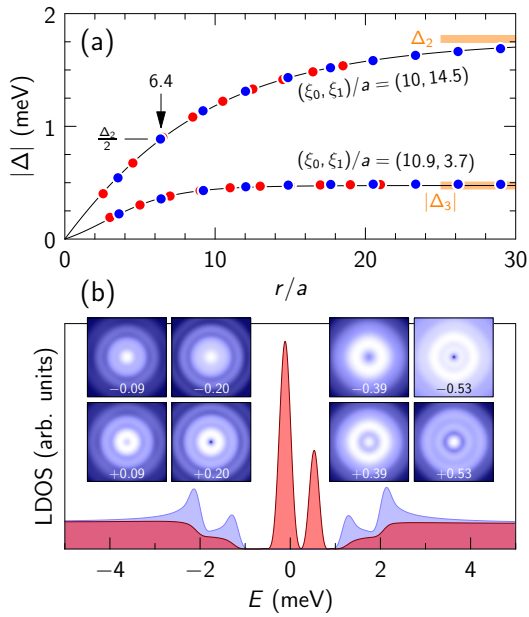 (a)
Δ₂
6.4
(ξ₀, ξ₁)/a = (10, 14.5)
Δ₂/2
(ξ₀, ξ₁)/a = (10.9, 3.7)
|Δ₃|
|Δ| (meV)
2
1
0
0 10 20 30
r/a
(b)
−0.09 −0.20 −0.39 −0.53
+0.09 +0.20 +0.39 +0.53
LDOS (arb. units)
−4 −2 0 2 4
E (meV)